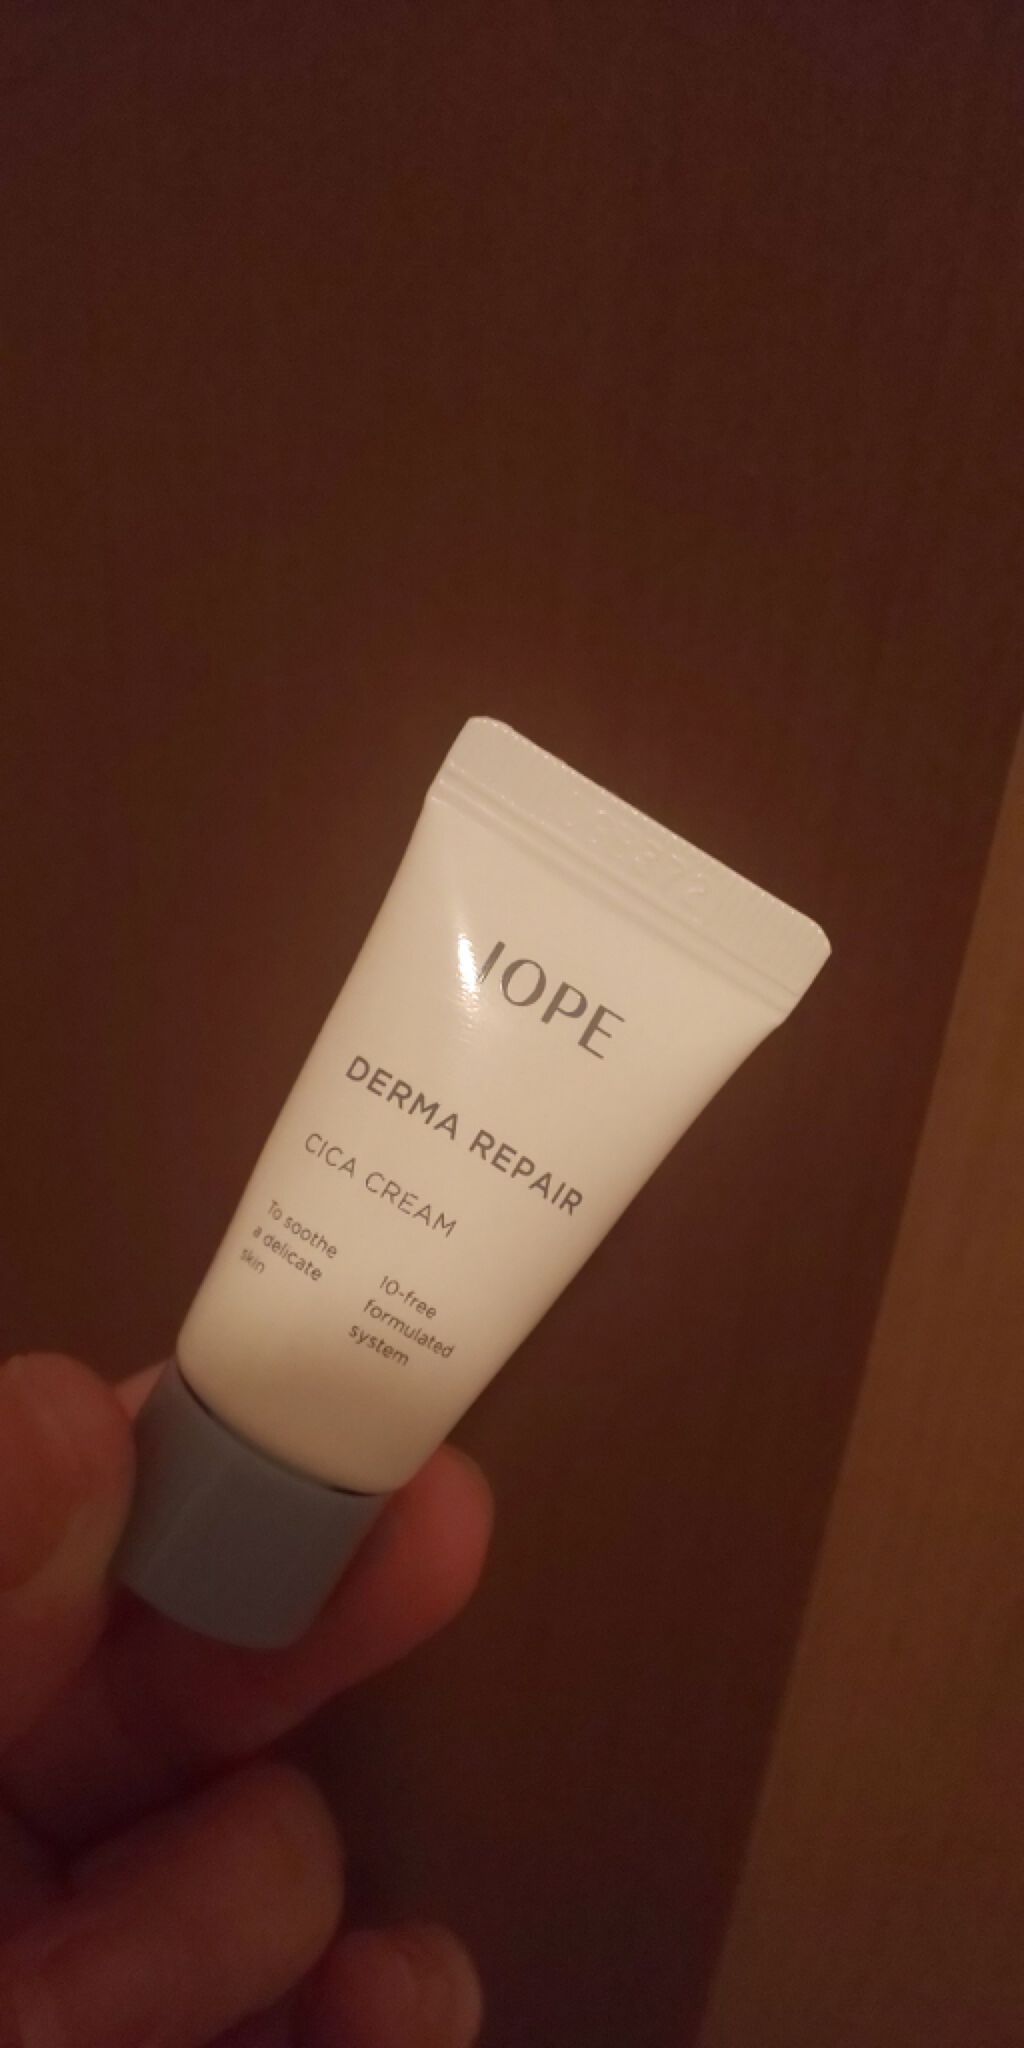 IOPE
DERMA REPAIR
CICA CREAM
To soothe
a delicate
skin
10-free
formulated
system